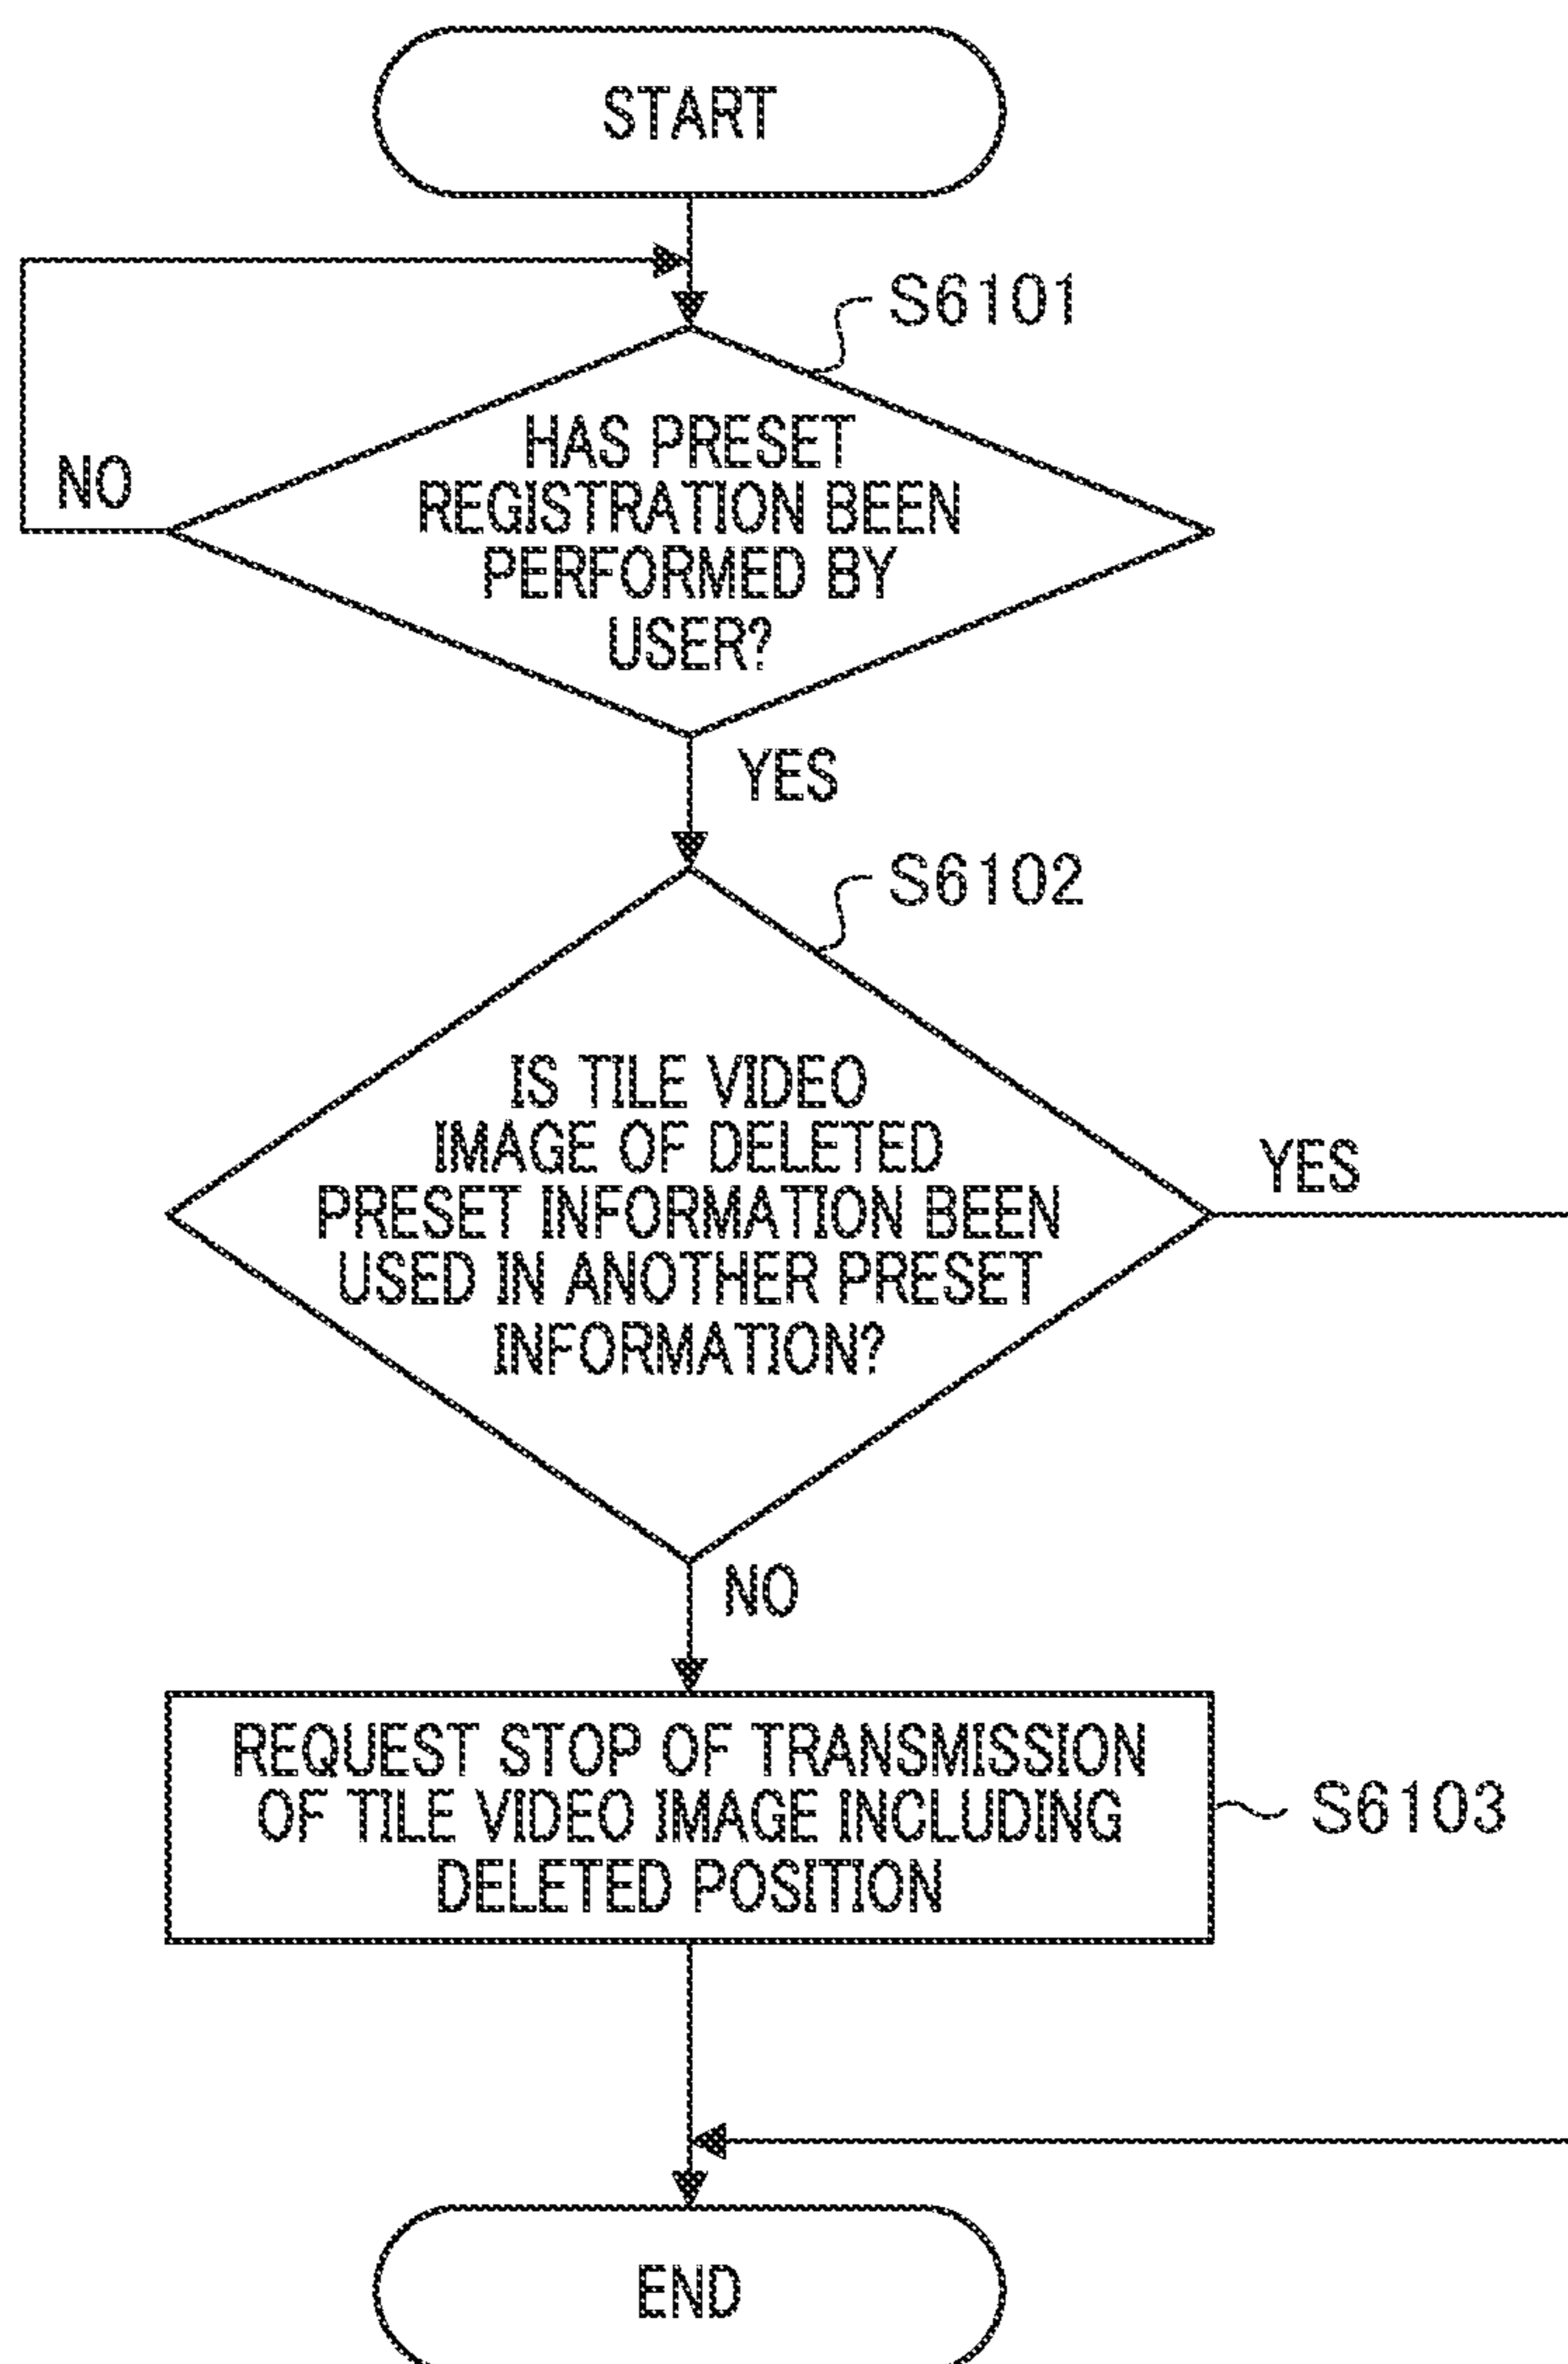 START
S6101
HAS PRESET
REGISTRATION BEEN
PERFORMED BY
USER?
NO
YES
S6102
IS TILE VIDEO
IMAGE OF DELETED
PRESET INFORMATION BEEN
USED IN ANOTHER PRESET
INFORMATION?
YES
NO
REQUEST STOP OF TRANSMISSION
OF TILE VIDEO IMAGE INCLUDING
DELETED POSITION
S6103
END